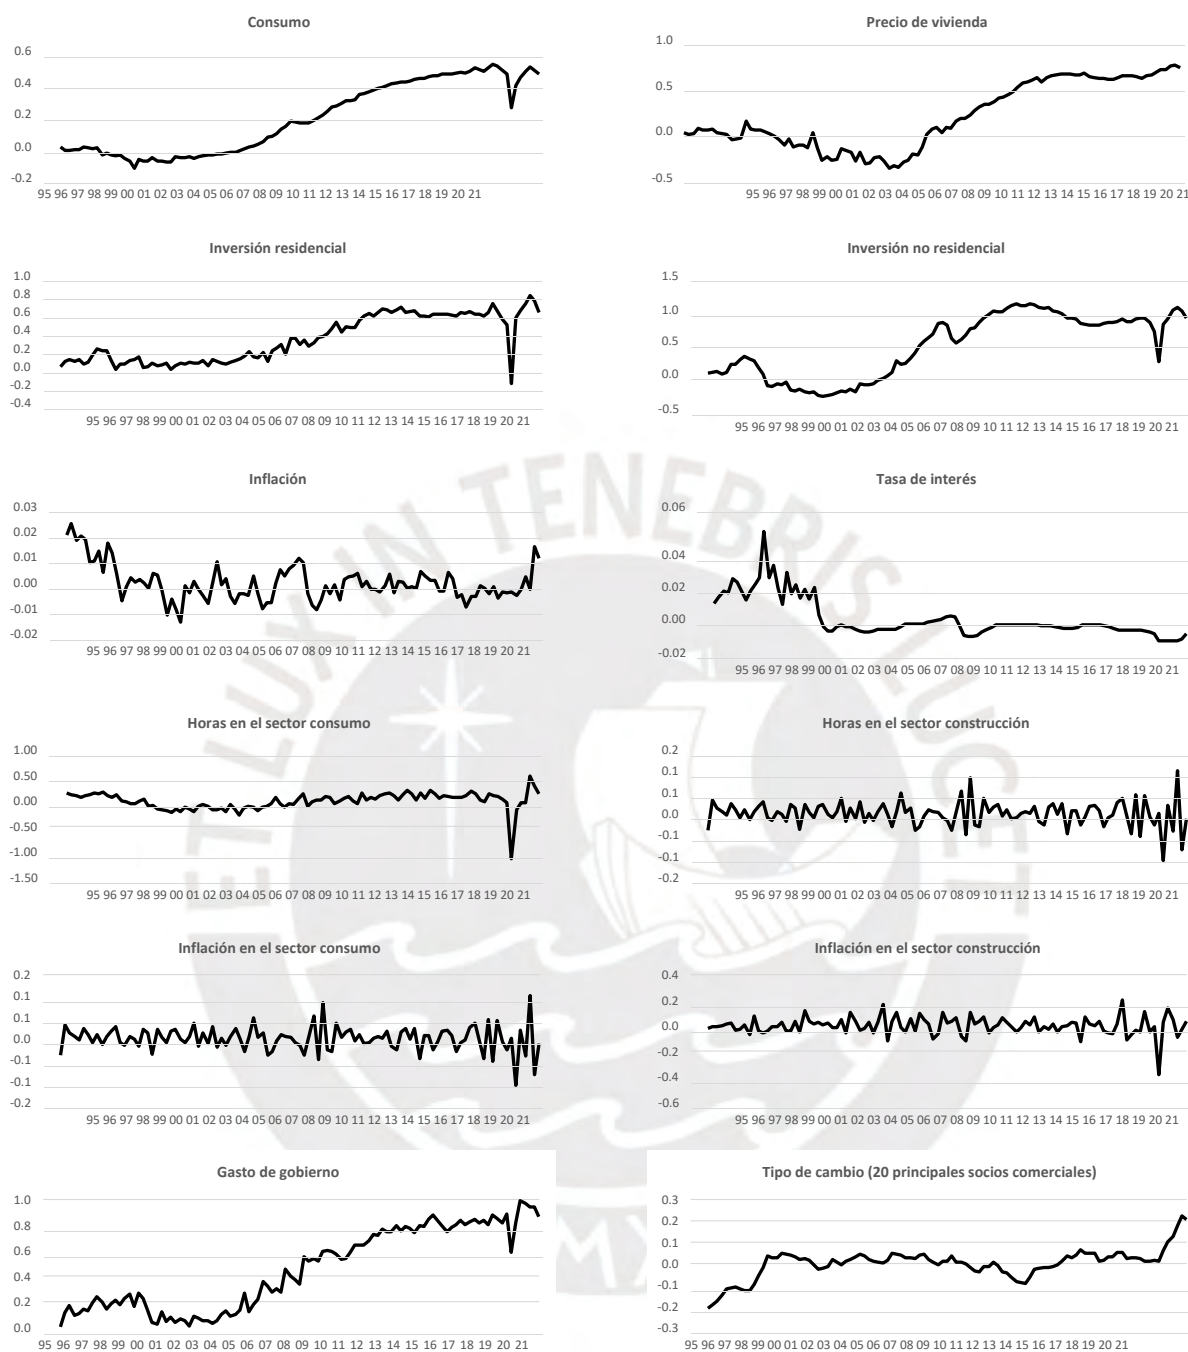 Consumo
0.6
0.4
0.2
0.0
-0.2
95 96 97 98 99 00 01 02 03 04 05 06 07 08 09 10 11 12 13 14 15 16 17 18 19 20 21
Precio de vivienda
1.0
0.5
0.0
-0.5
95 96 97 98 99 00 01 02 03 04 05 06 07 08 09 10 11 12 13 14 15 16 17 18 19 20 21
Inversión residencial
1.0
0.8
0.6
0.4
0.2
0.0
-0.2
-0.4
95 96 97 98 99 00 01 02 03 04 05 06 07 08 09 10 11 12 13 14 15 16 17 18 19 20 21
Inversión no residencial
1.5
1.0
0.5
0.0
-0.5
95 96 97 98 99 00 01 02 03 04 05 06 07 08 09 10 11 12 13 14 15 16 17 18 19 20 21
Inflación
0.03
0.02
0.01
0.00
-0.01
-0.02
95 96 97 98 99 00 01 02 03 04 05 06 07 08 09 10 11 12 13 14 15 16 17 18 19 20 21
Tasa de interés
0.06
0.04
0.02
0.00
-0.02
95 96 97 98 99 00 01 02 03 04 05 06 07 08 09 10 11 12 13 14 15 16 17 18 19 20 21
ET LUX IN TENEBRIS LUCET
Horas en el sector consumo
1.00
0.50
0.00
-0.50
-1.00
-1.50
95 96 97 98 99 00 01 02 03 04 05 06 07 08 09 10 11 12 13 14 15 16 17 18 19 20 21
Horas en el sector construcción
0.2
0.1
0.1
0.0
-0.1
-0.1
-0.2
95 96 97 98 99 00 01 02 03 04 05 06 07 08 09 10 11 12 13 14 15 16 17 18 19 20 21
Inflación en el sector consumo
0.2
0.1
0.1
0.0
-0.1
-0.1
-0.2
95 96 97 98 99 00 01 02 03 04 05 06 07 08 09 10 11 12 13 14 15 16 17 18 19 20 21
Inflación en el sector construcción
0.4
0.2
0.0
-0.2
-0.4
-0.6
95 96 97 98 99 00 01 02 03 04 05 06 07 08 09 10 11 12 13 14 15 16 17 18 19 20 21
Gasto de gobierno
1.0
0.8
0.6
0.4
0.2
0.0
95 96 97 98 99 00 01 02 03 04 05 06 07 08 09 10 11 12 13 14 15 16 17 18 19 20 21
Tipo de cambio (20 principales socios comerciales)
0.3
0.2
0.1
0.0
-0.1
-0.2
-0.3
95 96 97 98 99 00 01 02 03 04 05 06 07 08 09 10 11 12 13 14 15 16 17 18 19 20 21